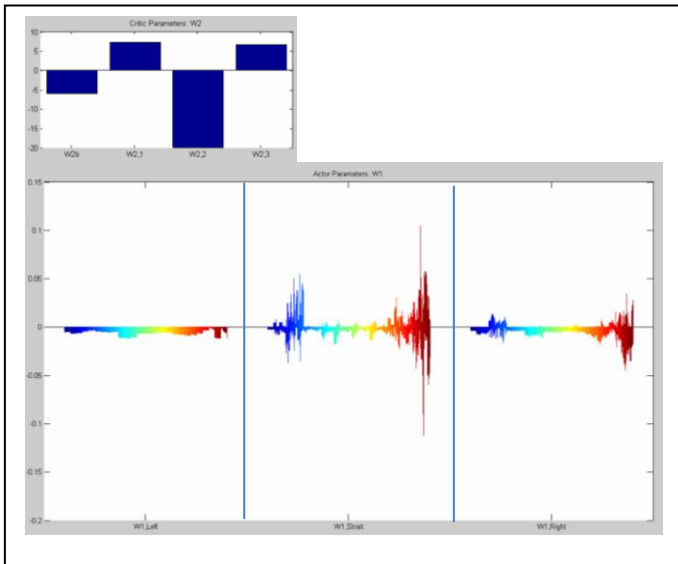 Critic Parameters: W2
10
5
0
-5
-10
-15
-20
W2b
W2,1
W2,2
W2,3
Actor Parameters: W1
0.15
0.1
0.05
0
-0.05
-0.1
-0.15
-0.2
W1,Left
W1,Strait
W1,Right